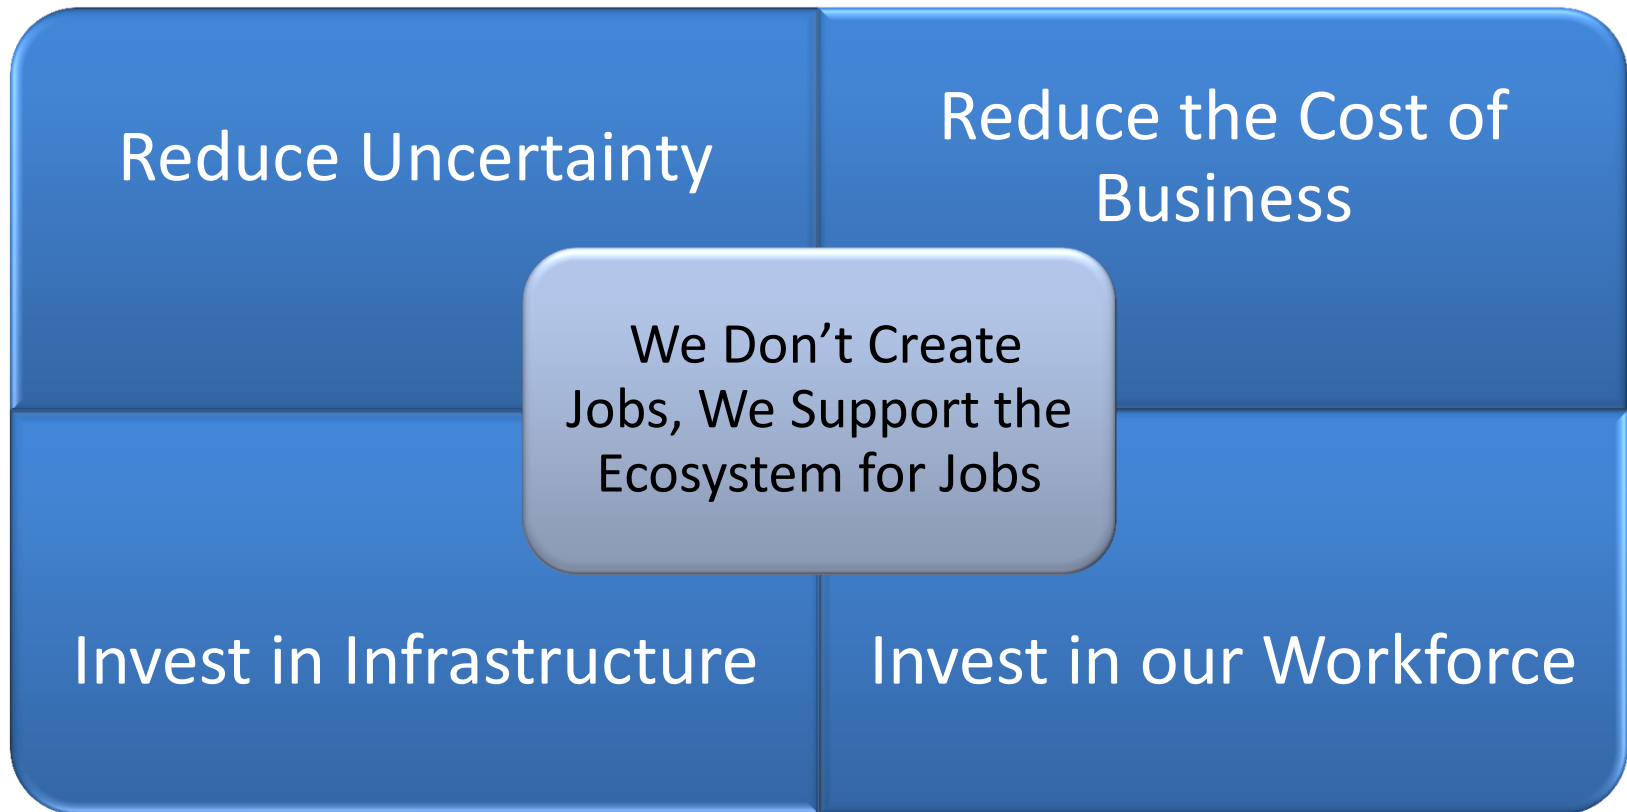 Reduce Uncertainty
Reduce the Cost of
Business
We Don’t Create
Jobs, We Support the
Ecosystem for Jobs
Invest in Infrastructure
Invest in our Workforce